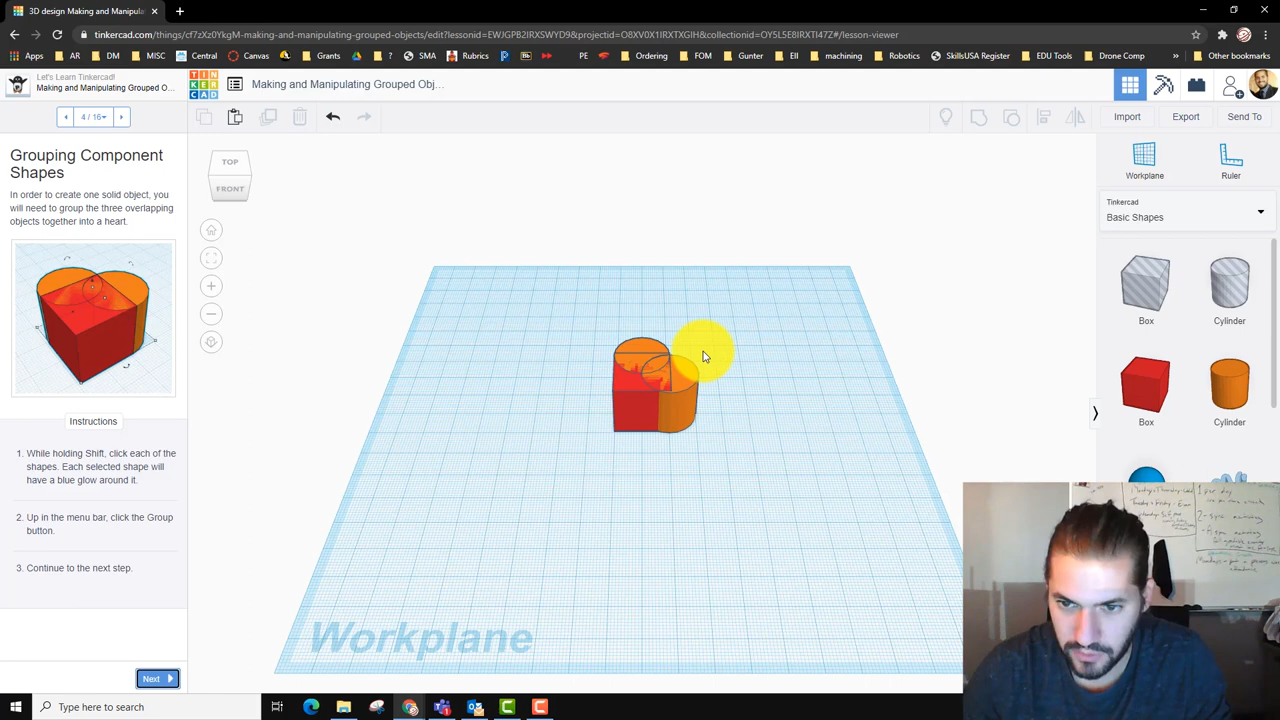 3D design Making and Manipula
tinkercad.com/things/cf7zXz0YkgM-making-and-manipulating-grouped-objects/edit?lessonid=EWJGPB2IRXSWYD9&projectid=O8XV0X1IRXTXGIH&collectionid=OY5L5E8IRXTI47Z#/lesson-viewer
Apps AR DM MISC Central Canvas Grants SMA Rubrics PE Ordering FOM Gunter Ell machining Robotics SkillsUSA Register EDU Tools Drone Comp Other bookmarks
Let's Learn Tinkercad!
Making and Manipulating Grouped O...
TIN
KER
CAD
Making and Manipulating Grouped Obj...
4 / 16
Import Export Send To
Grouping Component
Shapes
In order to create one solid object, you
will need to group the three overlapping
objects together into a heart.
Instructions
1. While holding Shift, click each of the
shapes. Each selected shape will
have a blue glow around it.
2. Up in the menu bar, click the Group
button.
3. Continue to the next step.
Next
TOP
FRONT
Workplane
Workplane Ruler
Tinkercad
Basic Shapes
Box Cylinder
Box Cylinder
Type here to search